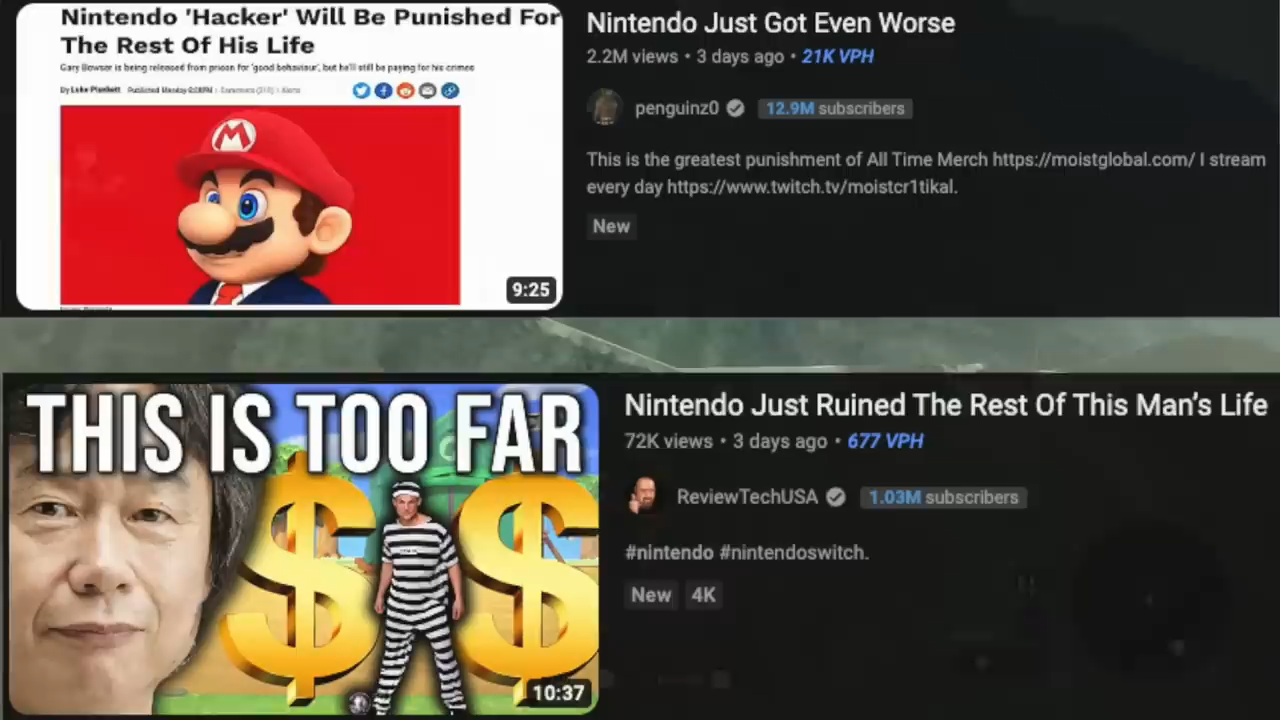 Nintendo 'Hacker' Will Be Punished For
The Rest Of His Life
Gary Bowser is being released from prison for 'good behaviour', but he'll still be paying for his crimes
By Luke Plunkett Published Monday 8:08PM
Alerts
M
9:25
Nintendo Just Got Even Worse
2.2M views • 3 days ago • 21K VPH
penguinz0 12.9M subscribers
This is the greatest punishment of All Time Merch https://moistglobal.com/ I stream
every day https://www.twitch.tv/moistcr1tikal.
New
THIS IS TOO FAR
$ $
10:37
Nintendo Just Ruined The Rest Of This Man's Life
72K views • 3 days ago • 677 VPH
ReviewTechUSA 1.03M subscribers
#nintendo #nintendoswitch.
New 4K